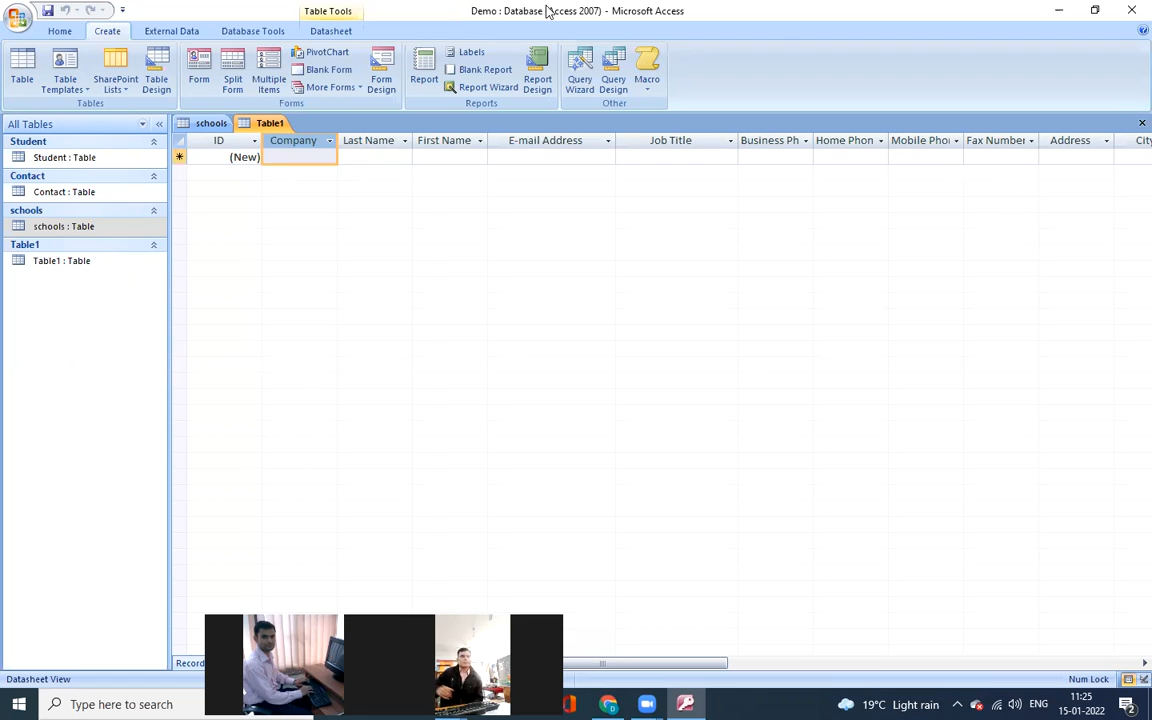 Table Tools
Demo : Database (Access 2007) - Microsoft Access
Home
Create
External Data
Database Tools
Datasheet
Table
Table Templates
SharePoint Lists
Table Design
Tables
Form
Split Form
Multiple Items
PivotChart
Blank Form
More Forms
Form Design
Forms
Report
Labels
Blank Report
Report Wizard
Report Design
Reports
Query Wizard
Query Design
Macro
Other
All Tables
Student
Student : Table
Contact
Contact : Table
schools
schools : Table
Table1
Table1 : Table
schools
Table1
ID
Company
Last Name
First Name
E-mail Address
Job Title
Business Ph
Home Phon
Mobile Pho
Fax Number
Address
City
(New)
Record
Datasheet View
Num Lock
Type here to search
19°C Light rain
ENG
11:25
15-01-2022
2